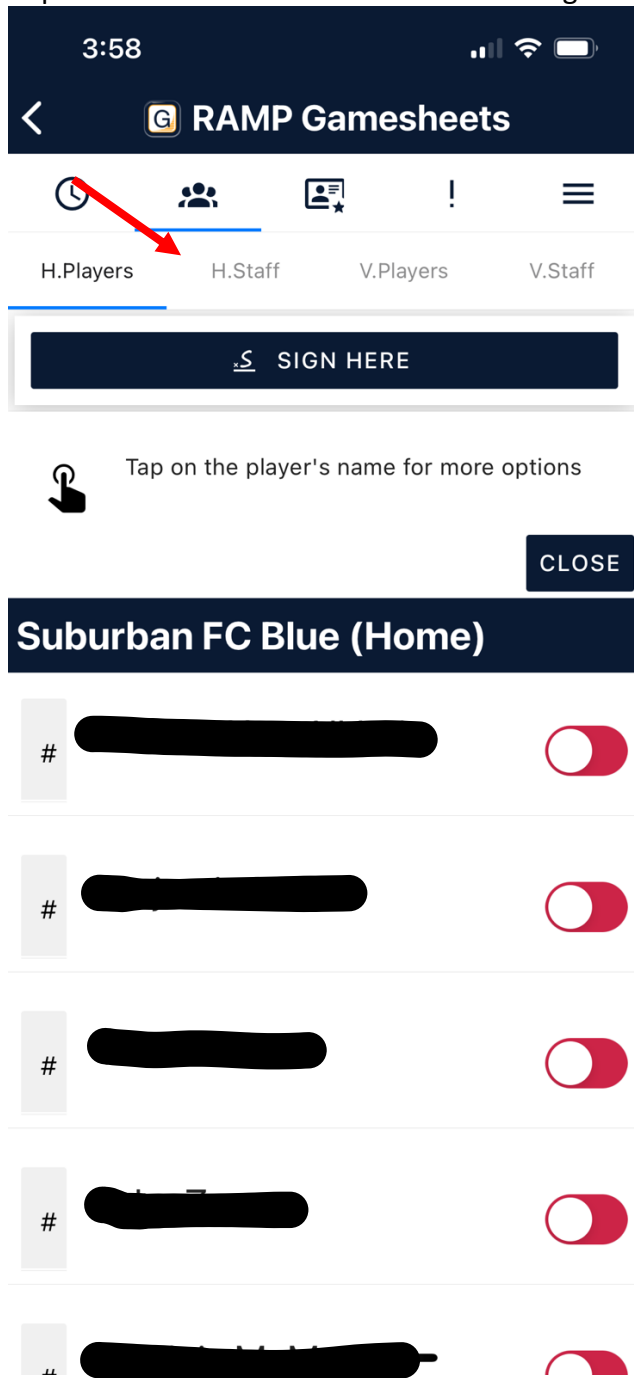 3:58
G RAMP Gamesheets
!
H.Players H.Staff V.Players V.Staff
SIGN HERE
Tap on the player's name for more options
CLOSE
Suburban FC Blue (Home)
#
#
#
#
#